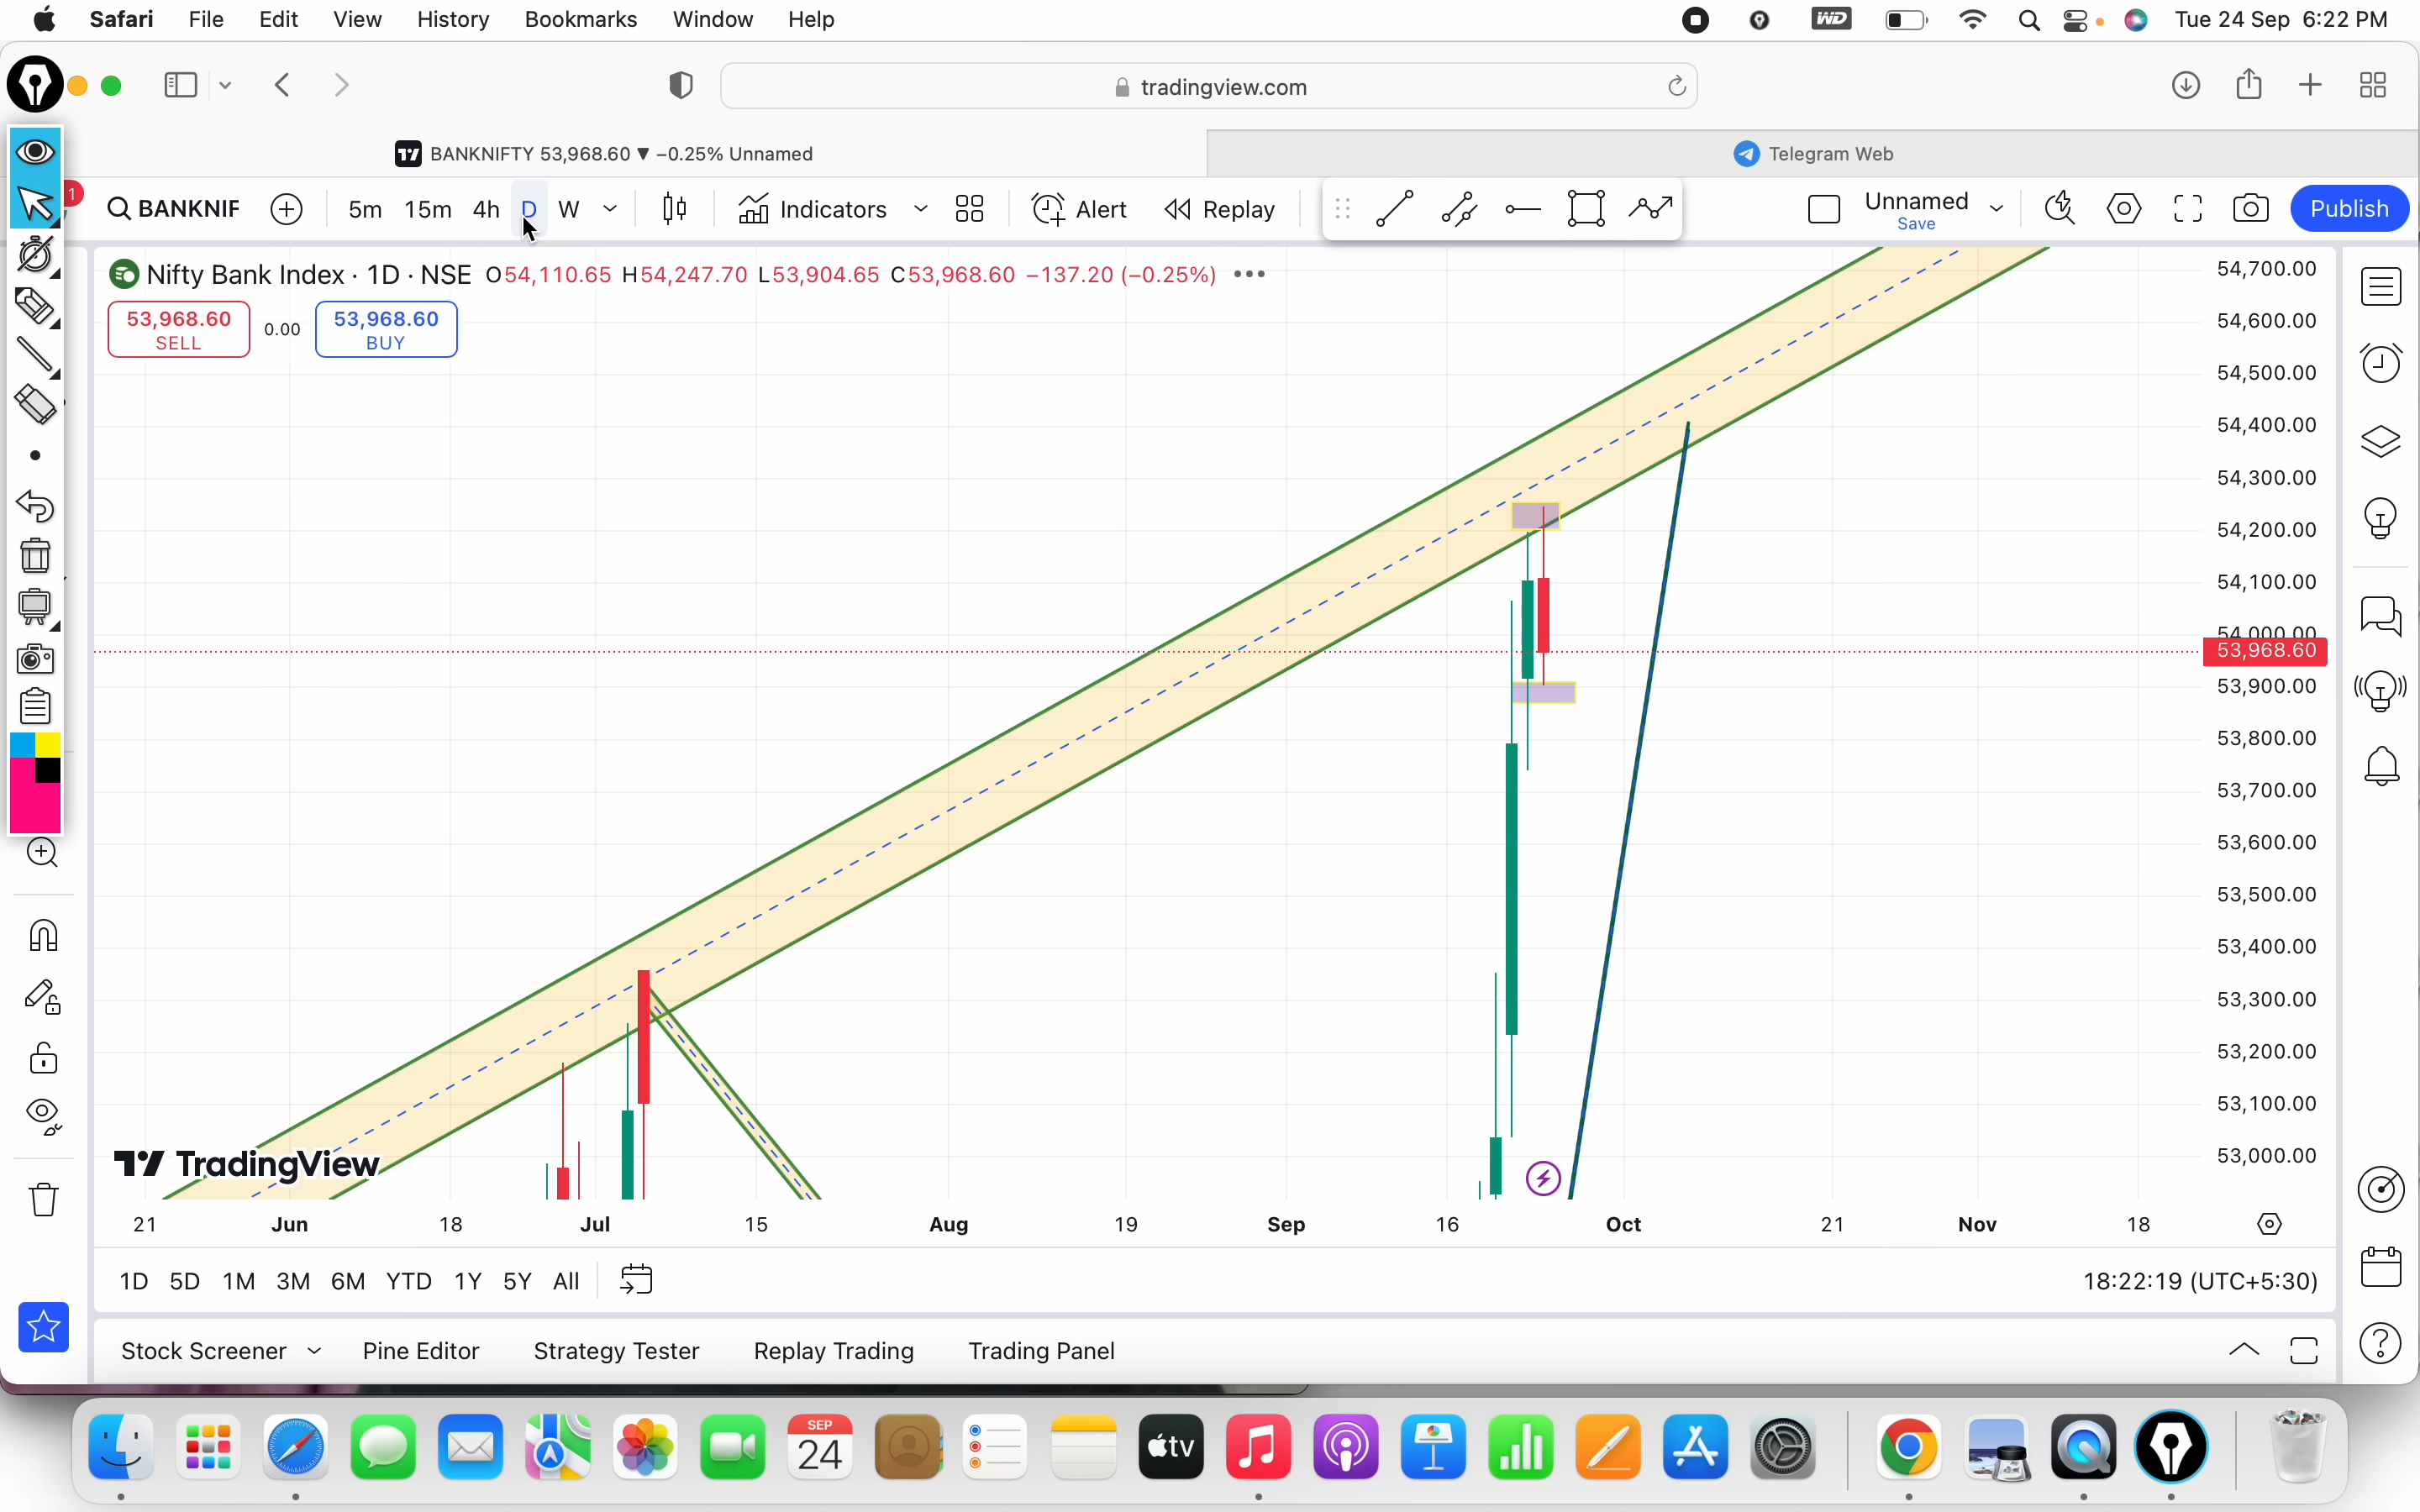 Safari File Edit View History Bookmarks Window Help WD Tue 24 Sep 6:22 PM
tradingview.com
BANKNIFTY 53,968.60 ▼ −0.25% Unnamed
Telegram Web
1
BANKNIF 5m 15m 4h D W Indicators Alert Replay Unnamed Save Publish
Nifty Bank Index · 1D · NSE O54,110.65 H54,247.70 L53,904.65 C53,968.60 −137.20 (−0.25%)
53,968.60 SELL 0.00 53,968.60 BUY
54,700.00
54,600.00
54,500.00
54,400.00
54,300.00
54,200.00
54,100.00
54,000.00
53,968.60
53,900.00
53,800.00
53,700.00
53,600.00
53,500.00
53,400.00
53,300.00
53,200.00
53,100.00
53,000.00
TradingView
21 Jun 18 Jul 15 Aug 19 Sep 16 Oct 21 Nov 18
1D 5D 1M 3M 6M YTD 1Y 5Y All 18:22:19 (UTC+5:30)
Stock Screener Pine Editor Strategy Tester Replay Trading Trading Panel
SEP
24
tv